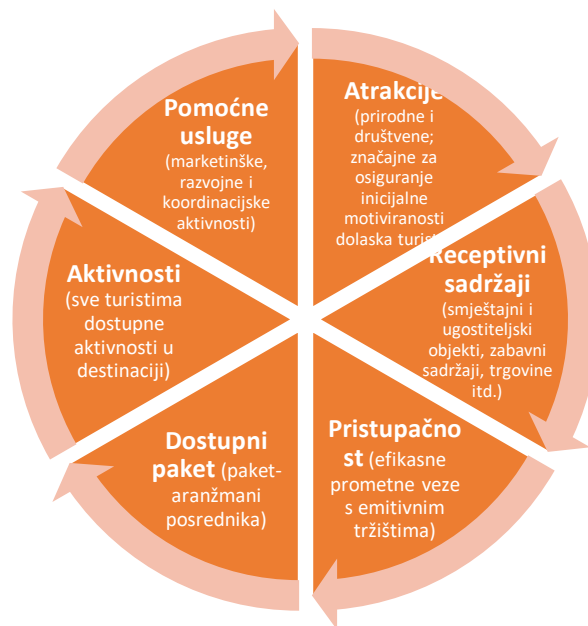 Atrakcije
(prirodne i
društvene;
značajne za
osiguranje
inicijalne
motiviranosti
dolaska
Receptivni
sadržaji
(smještajni i
ugostiteljski
objekti, zabavni
sadržaji, trgovine
itd.)
Pristupačno
st (efikasne
prometne veze
s emitivnim
tržištima)
Dostupni
paket (paket-
aranžmani
posrednika)
Aktivnosti
(sve turistima
dostupne
aktivnosti u
destinaciji)
Pomoćne
usluge
(marketinške,
razvojne i
koordinacijske
aktivnosti)